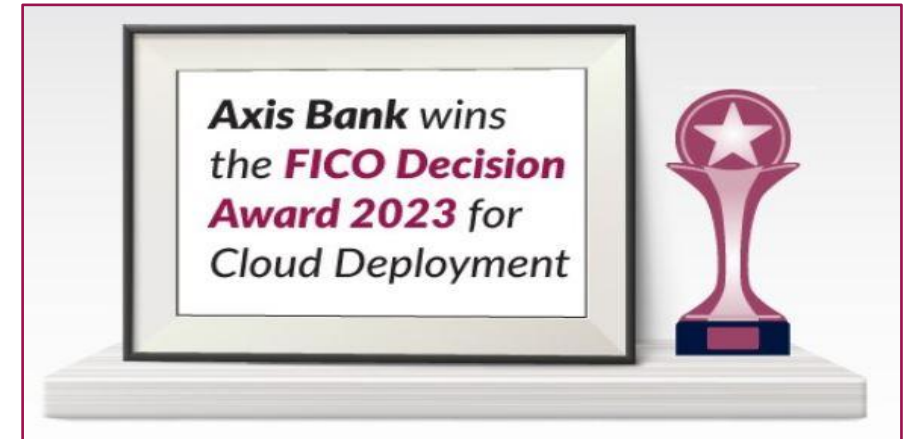 Axis Bank wins
the FICO Decision
Award 2023 for
Cloud Deployment